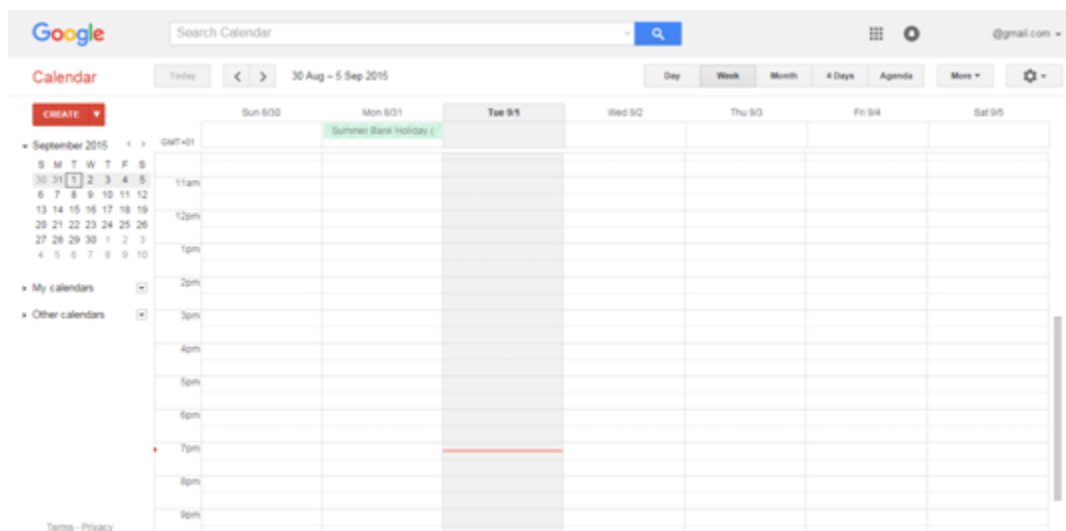 Google
Search Calendar
@gmail.com
Calendar
Today
30 Aug – 5 Sep 2015
Day
Week
Month
4 Days
Agenda
More
CREATE
Sun 8/30
Mon 8/31
Tue 9/1
Wed 9/2
Thu 9/3
Fri 9/4
Sat 9/5
GMT+01
Summer Bank Holiday (
September 2015
S M T W T F S
30 31 1 2 3 4 5
6 7 8 9 10 11 12
13 14 15 16 17 18 19
20 21 22 23 24 25 26
27 28 29 30 1 2 3
4 5 6 7 8 9 10
My calendars
Other calendars
11am
12pm
1pm
2pm
3pm
4pm
5pm
6pm
7pm
8pm
9pm
Terms - Privacy